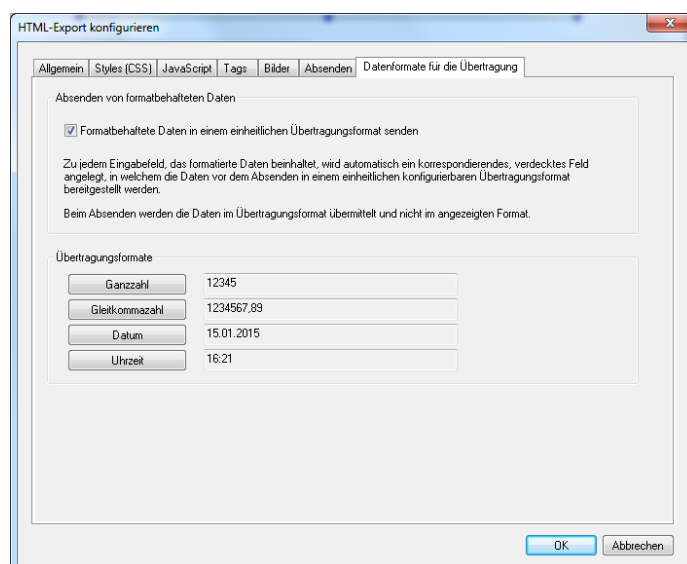 HTML-Export konfigurieren
Allgemein Styles (CSS) JavaScript Tags Bilder Absenden Datenformate für die Übertragung
Absenden von formatbehafteten Daten
Formatbehaftete Daten in einem einheitlichen Übertragungsformat senden
Zu jedem Eingabefeld, das formatierte Daten beinhaltet, wird automatisch ein korrespondierendes, verdecktes Feld
angelegt, in welchem die Daten vor dem Absenden in einem einheitlichen konfigurierbaren Übertragungsformat
bereitgestellt werden.
Beim Absenden werden die Daten im Übertragungsformat übermittelt und nicht im angezeigten Format.
Übertragungsformate
Ganzzahl 12345
Gleitkommazahl 1234567,89
Datum 15.01.2015
Uhrzeit 16:21
OK Abbrechen